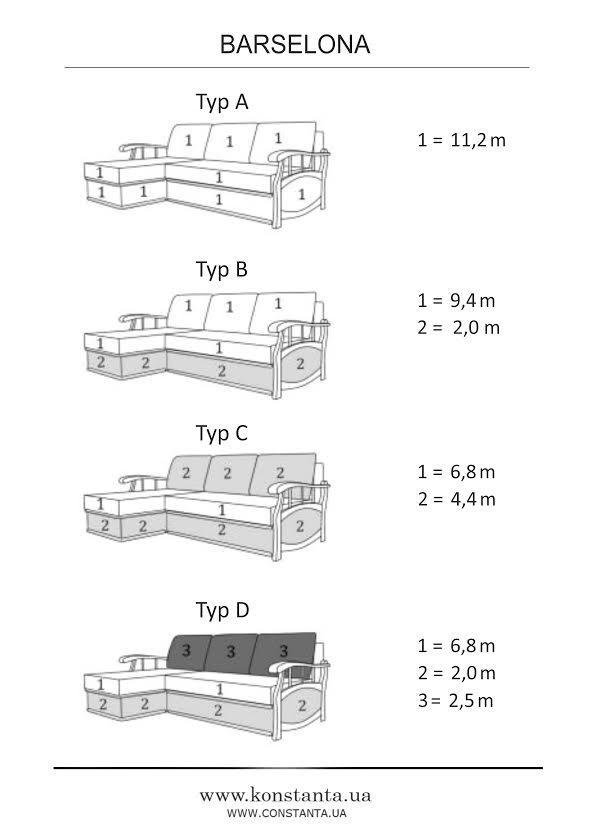 BARSELONA
Typ A
1 1 1
1 = 11,2 m
1 1
1 1 1 1
Typ B
1 1 1
1 = 9,4 m
2 = 2,0 m
1 1
2 2 2 2
Typ C
2 2 2
1 = 6,8 m
2 = 4,4 m
1 1
2 2 2 2
Typ D
3 3 3
1 = 6,8 m
2 = 2,0 m
3 = 2,5 m
1 1
2 2 2 2
www.konstanta.ua
WWW.CONSTANTA.UA